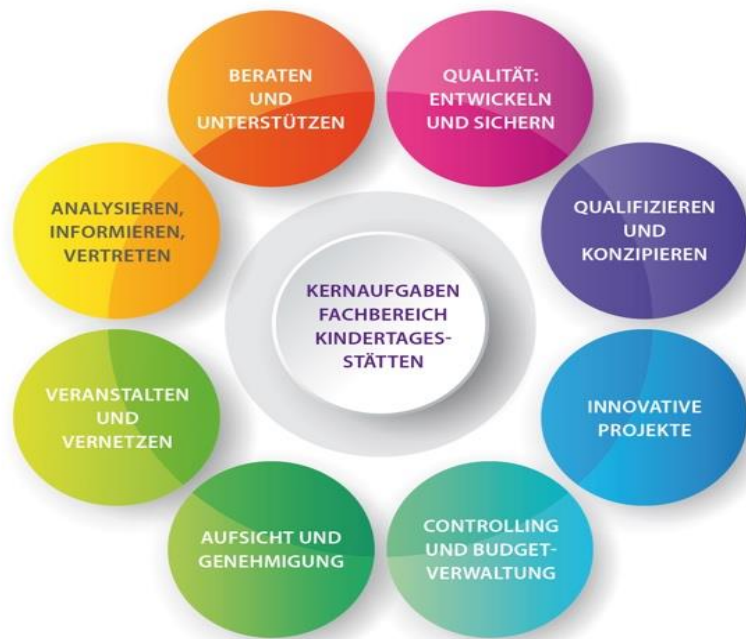 BERATEN
UND
UNTERSTÜTZEN
QUALITÄT:
ENTWICKELN
UND SICHERN
ANALYSIEREN,
INFORMIEREN,
VERTRETEN
QUALIFIZIEREN
UND
KONZIPIEREN
KERNAUFGABEN
FACHBEREICH
KINDERTAGES-
STÄTTEN
VERANSTALTEN
UND
VERNETZEN
INNOVATIVE
PROJEKTE
AUFSICHT UND
GENEHMIGUNG
CONTROLLING
UND BUDGET-
VERWALTUNG